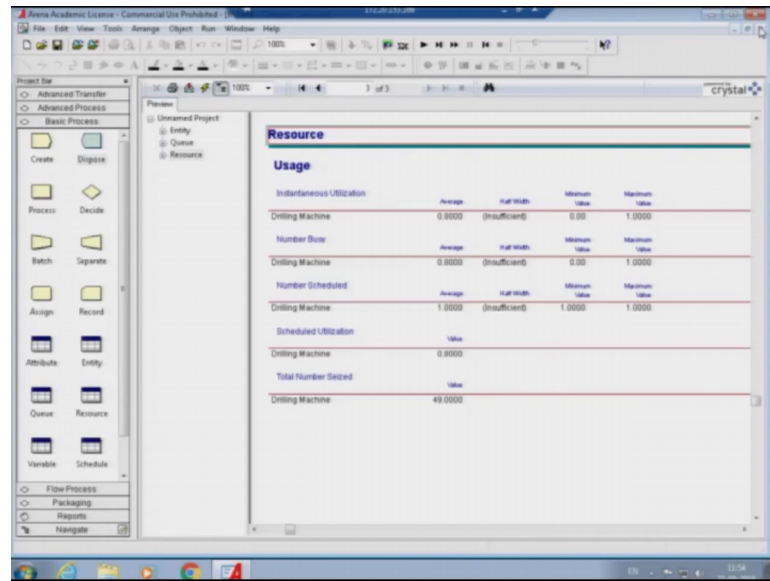 Arena Academic License - Commercial Use Prohibited - [
File Edit View Tools Arrange Object Run Window Help
100%
Project Bar
Advanced Transfer
Advanced Process
Basic Process
Create Dispose
Process Decide
Batch Separate
Assign Record
Attribute Entity
Queue Resource
Variable Schedule
Flow Process
Packaging
Reports
Navigate
100%
3 of 3
powered by
crystal
Preview
Unnamed Project
Entity
Queue
Resource
Resource
Usage
Instantaneous Utilization Average Half Width Minimum Value Maximum Value
Drilling Machine 0.8000 (Insufficient) 0.00 1.0000
Number Busy Average Half Width Minimum Value Maximum Value
Drilling Machine 0.8000 (Insufficient) 0.00 1.0000
Number Scheduled Average Half Width Minimum Value Maximum Value
Drilling Machine 1.0000 (Insufficient) 1.0000 1.0000
Scheduled Utilization Value
Drilling Machine 0.8000
Total Number Seized Value
Drilling Machine 49.0000
EN
11:54